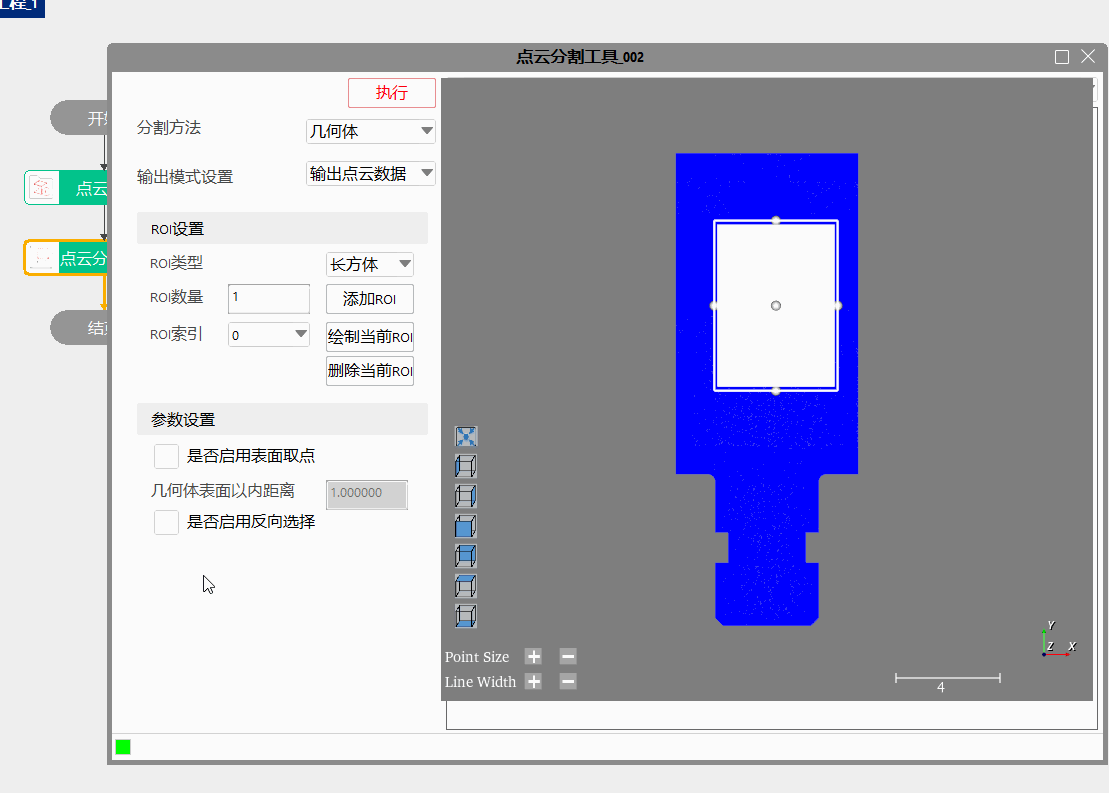 工程_1
点云分割工具_002
执行
分割方法
几何体
输出模式设置
输出点云数据
ROI设置
ROI类型
长方体
ROI数量
1
添加ROI
ROI索引
0
绘制当前ROI
删除当前ROI
参数设置
是否启用表面取点
几何体表面以内距离
1.000000
是否启用反向选择
开始
点云
点云分
结束
Point Size
Line Width
Y
Z
X
4